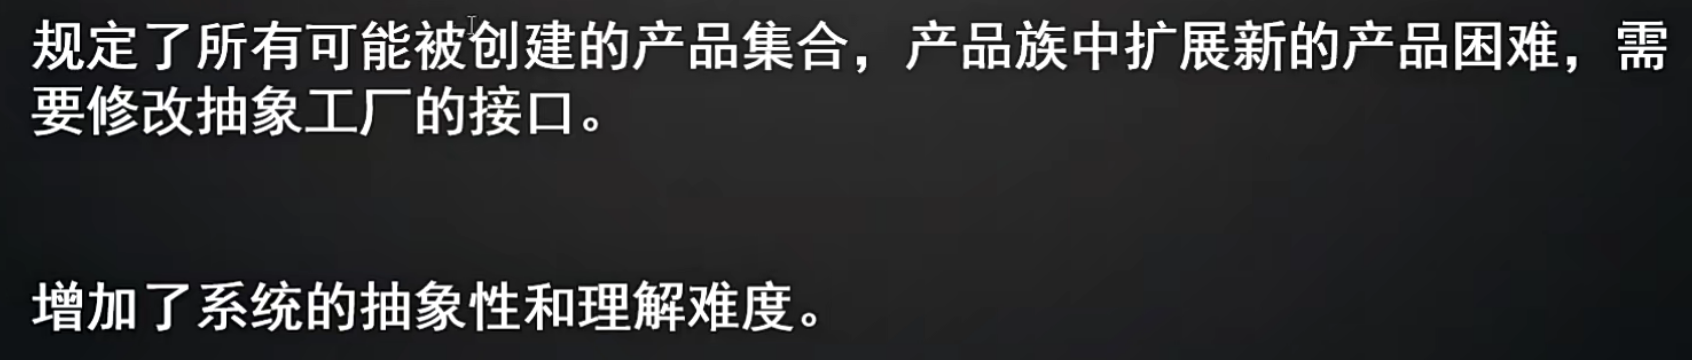 规定了所有可能被创建的产品集合，产品族中扩展新的产品困难，需
要修改抽象工厂的接口。
增加了系统的抽象性和理解难度。